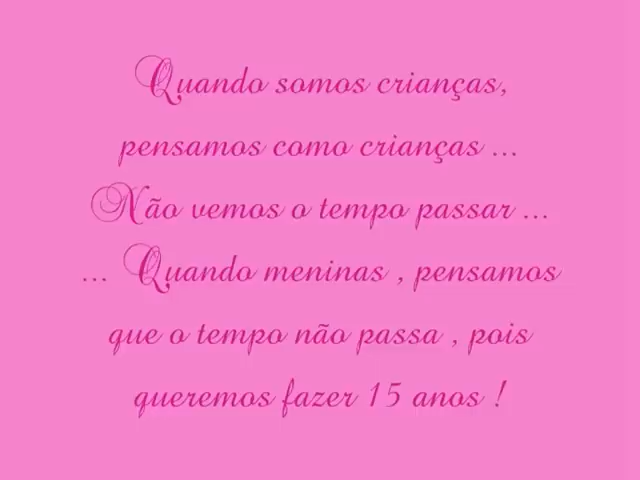 Quando somos crianças,
pensamos como crianças ...
Não vemos o tempo passar ...
... Quando meninas , pensamos
que o tempo não passa , pois
queremos fazer 15 anos !